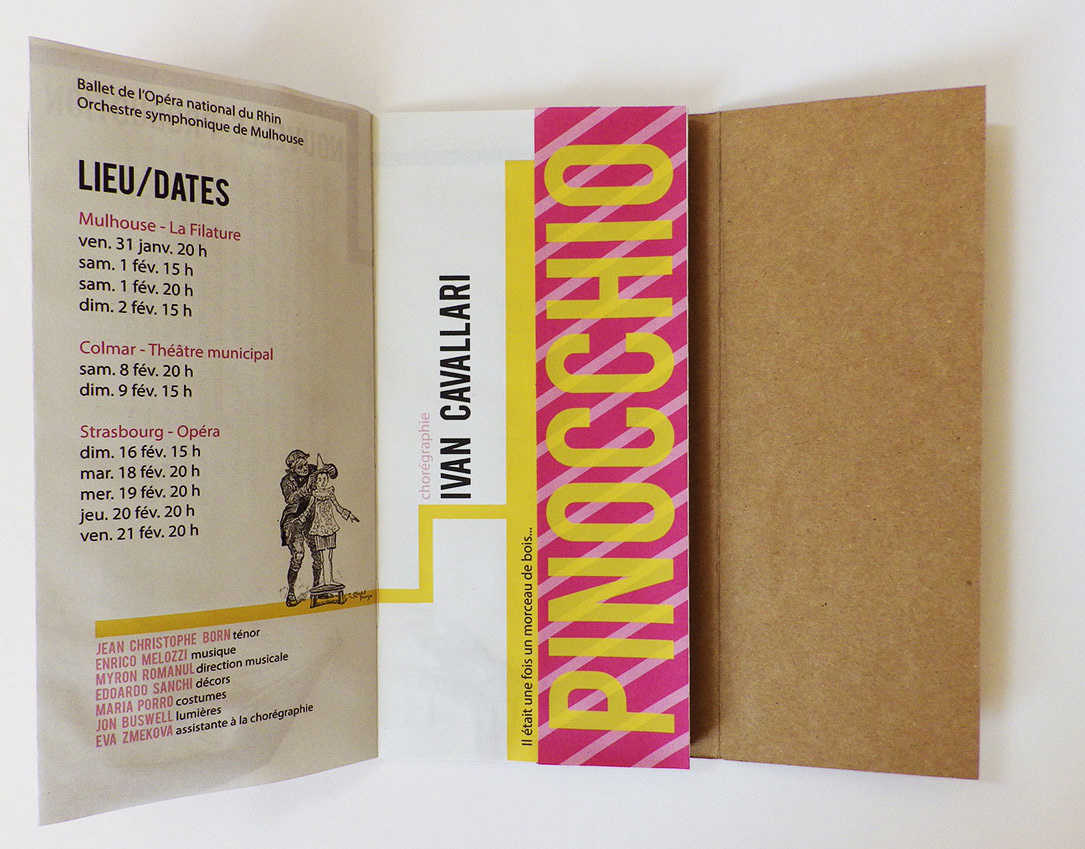 Ballet de l'Opéra national du Rhin
Orchestre symphonique de Mulhouse
LIEU/DATES
Mulhouse - La Filature
ven. 31 janv. 20 h
sam. 1 fév. 15 h
sam. 1 fév. 20 h
dim. 2 fév. 15 h
Colmar - Théâtre municipal
sam. 8 fév. 20 h
dim. 9 fév. 15 h
Strasbourg - Opéra
dim. 16 fév. 15 h
mar. 18 fév. 20 h
mer. 19 fév. 20 h
jeu. 20 fév. 20 h
ven. 21 fév. 20 h
JEAN CHRISTOPHE BORN ténor
ENRICO MELOZZI musique
MYRON ROMANUL direction musicale
EDOARDO SANCHI décors
MARIA PORRO costumes
JON BUSWELL lumières
EVA ZMEKOVA assistante à la chorégraphie
chorégraphie
IVAN CAVALLARI
Il était une fois un morceau de bois...
PINOCCHIO